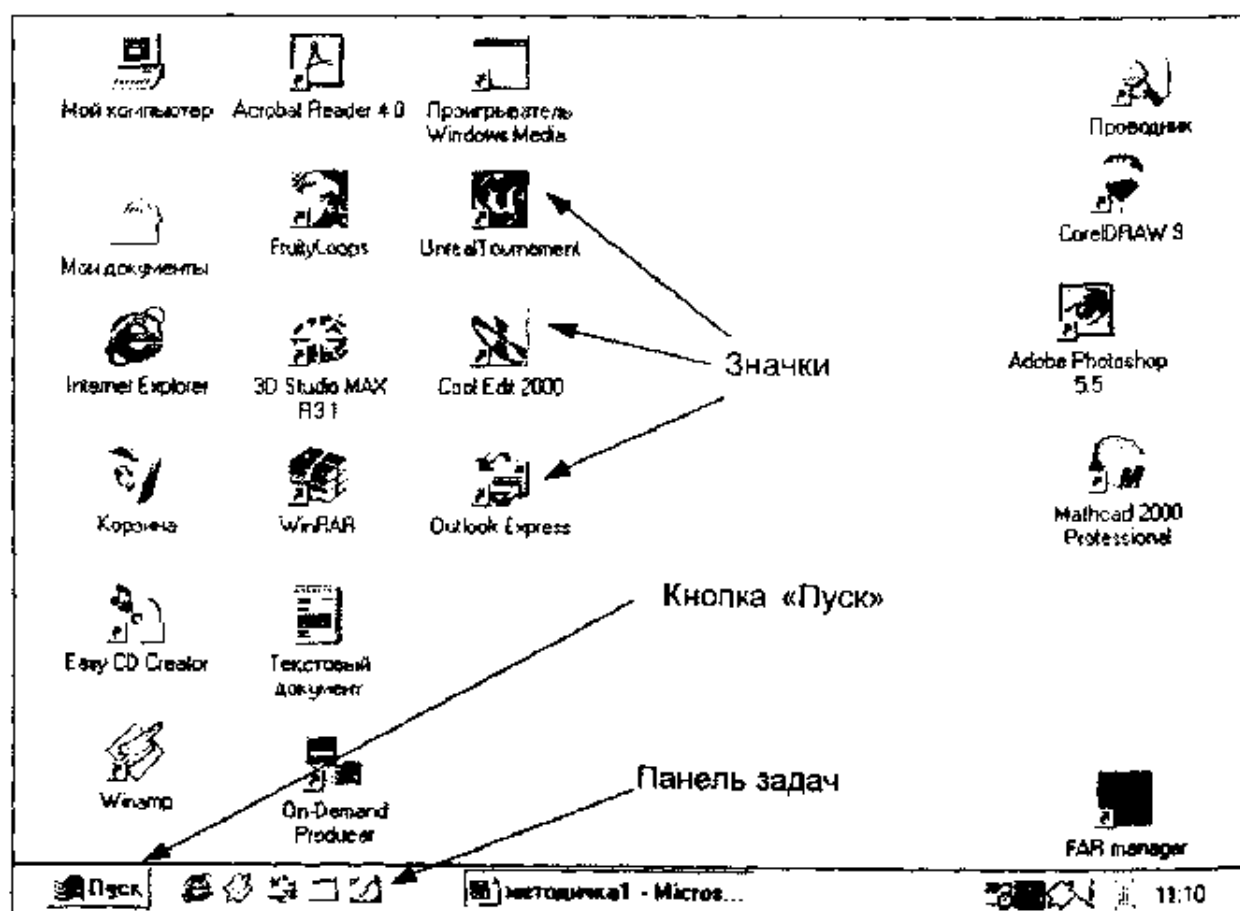 Мой компьютер
Acrobat Reader 4.0
Проигрыватель
Windows Media
Проводник
Мои документы
FruityLoops
UnrealTournament
CorelDRAW 9
Internet Explorer
3D Studio MAX
R3.1
Cool Edit 2000
Значки
Adobe Photoshop
5.5
Корзина
WinRAR
Outlook Express
Mathcad 2000
Professional
Кнопка «Пуск»
Easy CD Creator
Текстовый
документ
Панель задач
Winamp
On-Demand
Producer
FAR manager
Пуск
методичка1 - Micros...
11:10